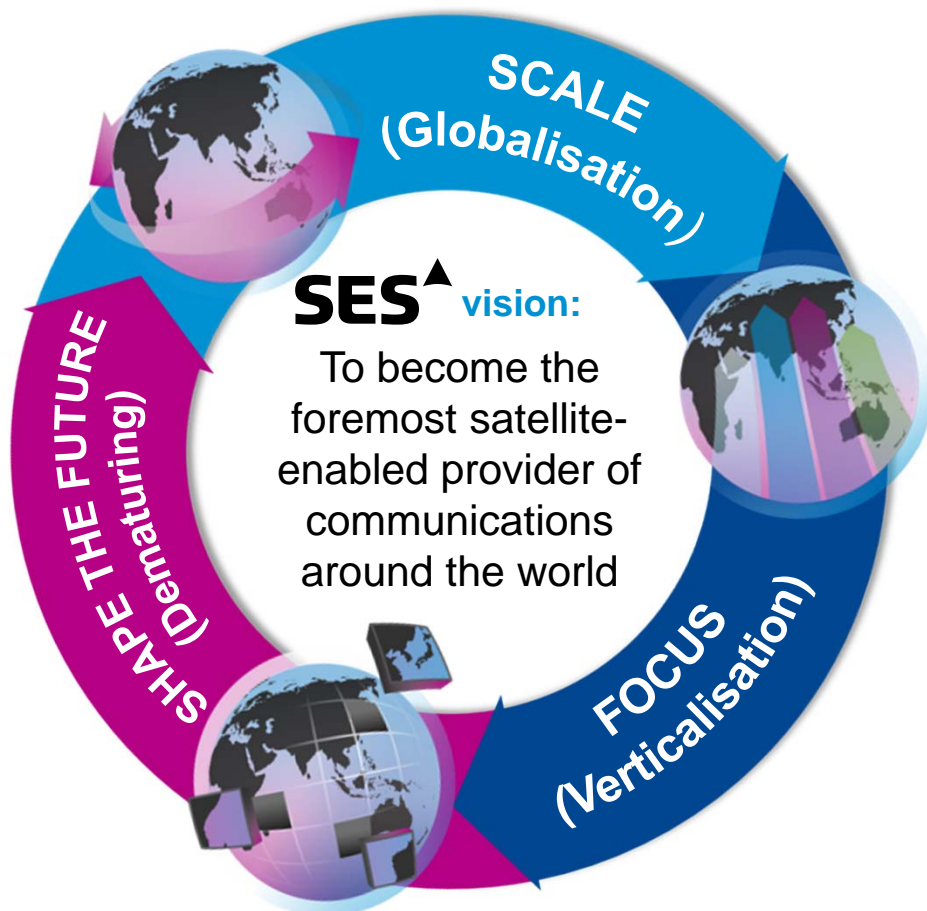 SCALE
(Globalisation)
SES vision:
To become the
foremost satellite-
enabled provider of
communications
around the world
FOCUS
(Verticalisation)
SHAPE THE FUTURE
(Dematuring)